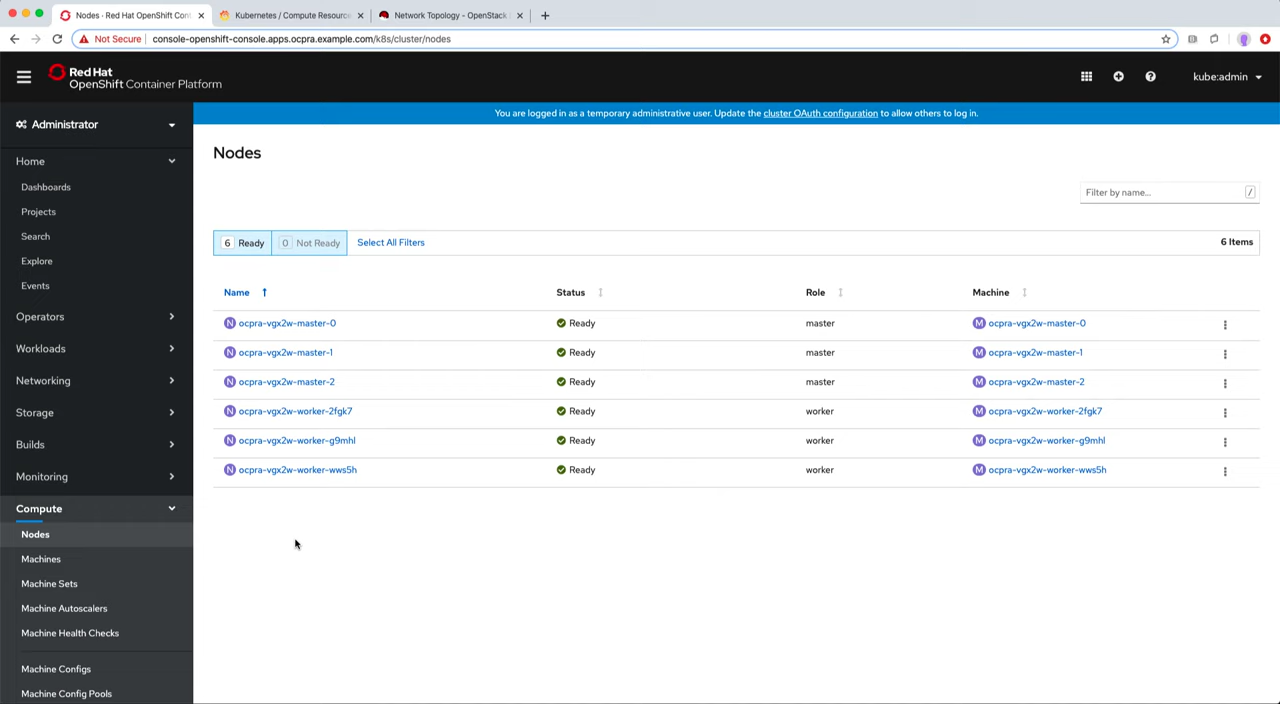 Nodes · Red Hat OpenShift Cont
Kubernetes / Compute Resource
Network Topology - OpenStack
Not Secure
console-openshift-console.apps.ocpra.example.com/k8s/cluster/nodes
Red Hat
OpenShift Container Platform
kube:admin
You are logged in as a temporary administrative user. Update the cluster OAuth configuration to allow others to log in.
Administrator
Home
Dashboards
Projects
Search
Explore
Events
Operators
Workloads
Networking
Storage
Builds
Monitoring
Compute
Nodes
Machines
Machine Sets
Machine Autoscalers
Machine Health Checks
Machine Configs
Machine Config Pools
Nodes
Filter by name... /
6 Ready 0 Not Ready Select All Filters 6 Items
Name Status Role Machine
N ocpra-vgx2w-master-0 Ready master M ocpra-vgx2w-master-0
N ocpra-vgx2w-master-1 Ready master M ocpra-vgx2w-master-1
N ocpra-vgx2w-master-2 Ready master M ocpra-vgx2w-master-2
N ocpra-vgx2w-worker-2fgk7 Ready worker M ocpra-vgx2w-worker-2fgk7
N ocpra-vgx2w-worker-g9mhl Ready worker M ocpra-vgx2w-worker-g9mhl
N ocpra-vgx2w-worker-wws5h Ready worker M ocpra-vgx2w-worker-wws5h